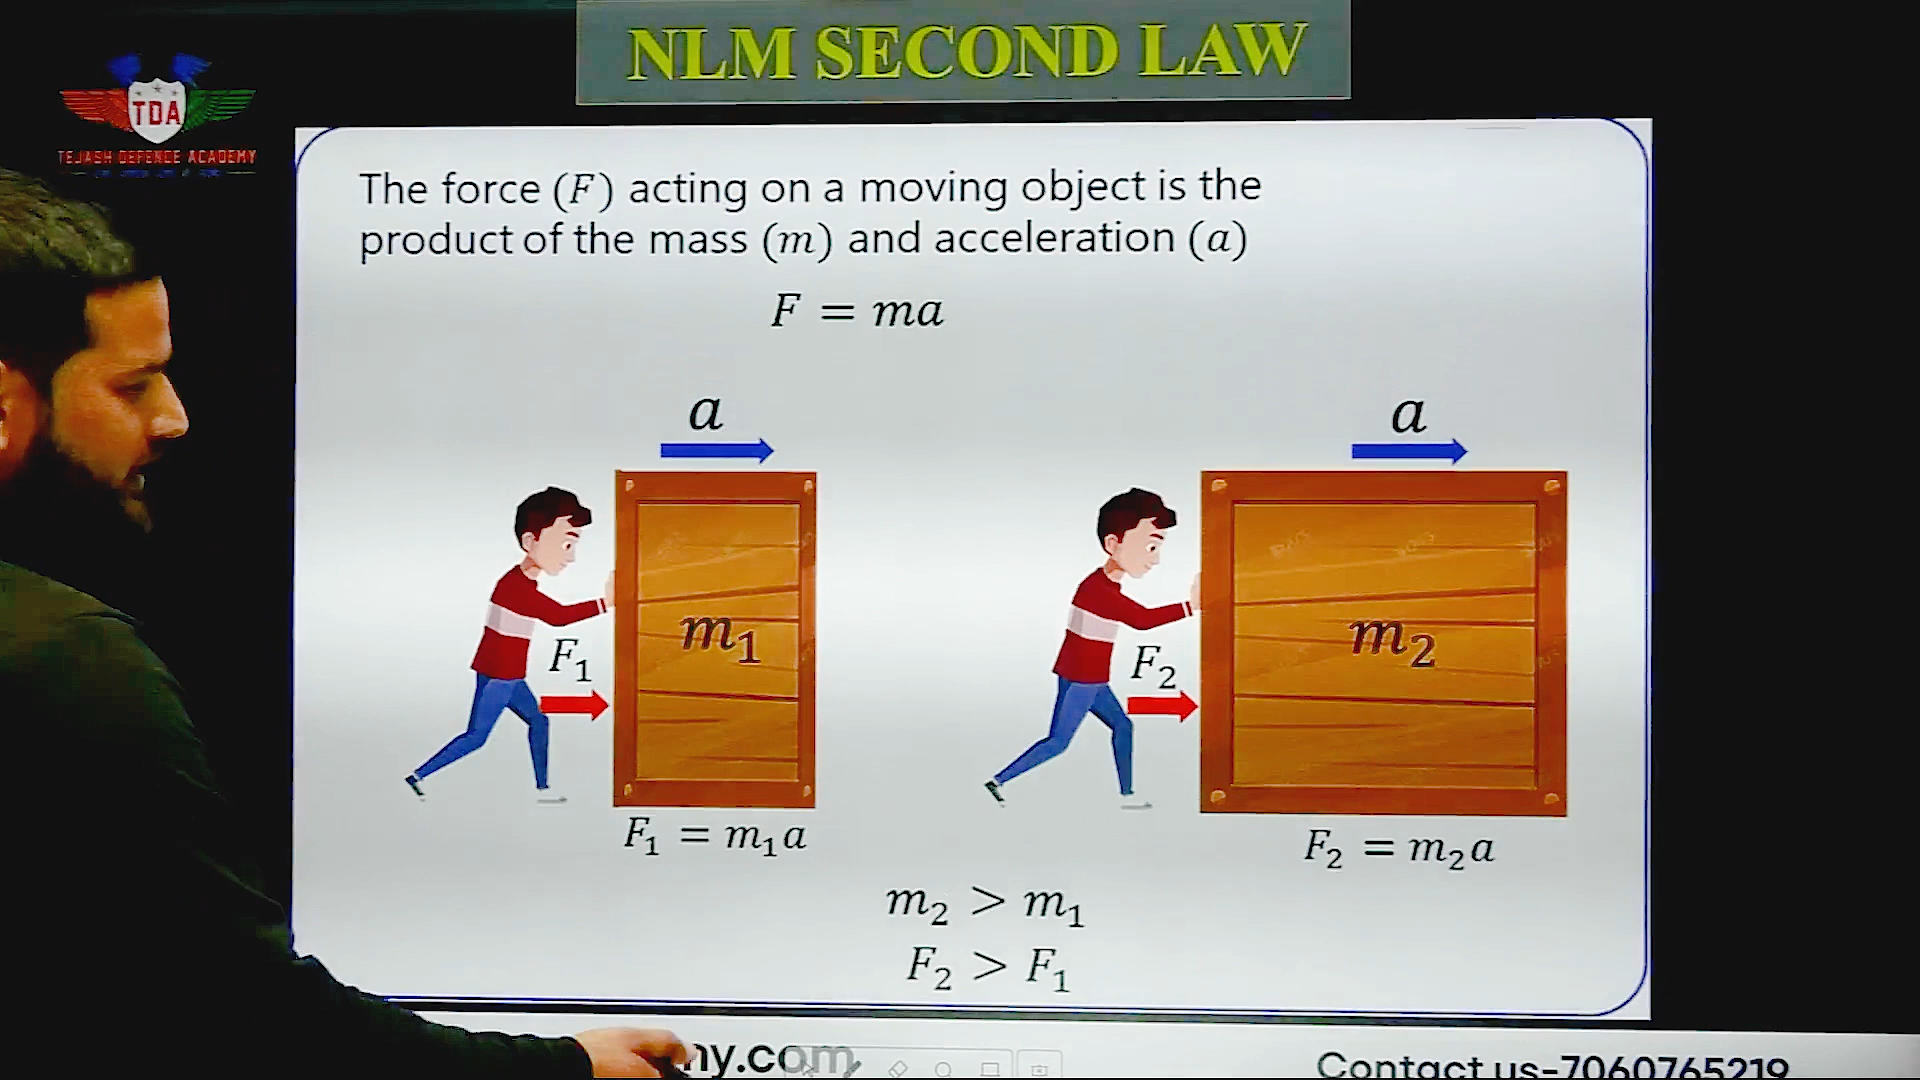 NLM SECOND LAW
TDA
TEJASH DEFENCE ACADEMY
The force (F) acting on a moving object is the
product of the mass (m) and acceleration (a)
F = ma
a
a
F₁
m₁
F₂
m₂
F₁ = m₁a
F₂ = m₂a
m₂ > m₁
F₂ > F₁
ny.com
Contact us-7060765219